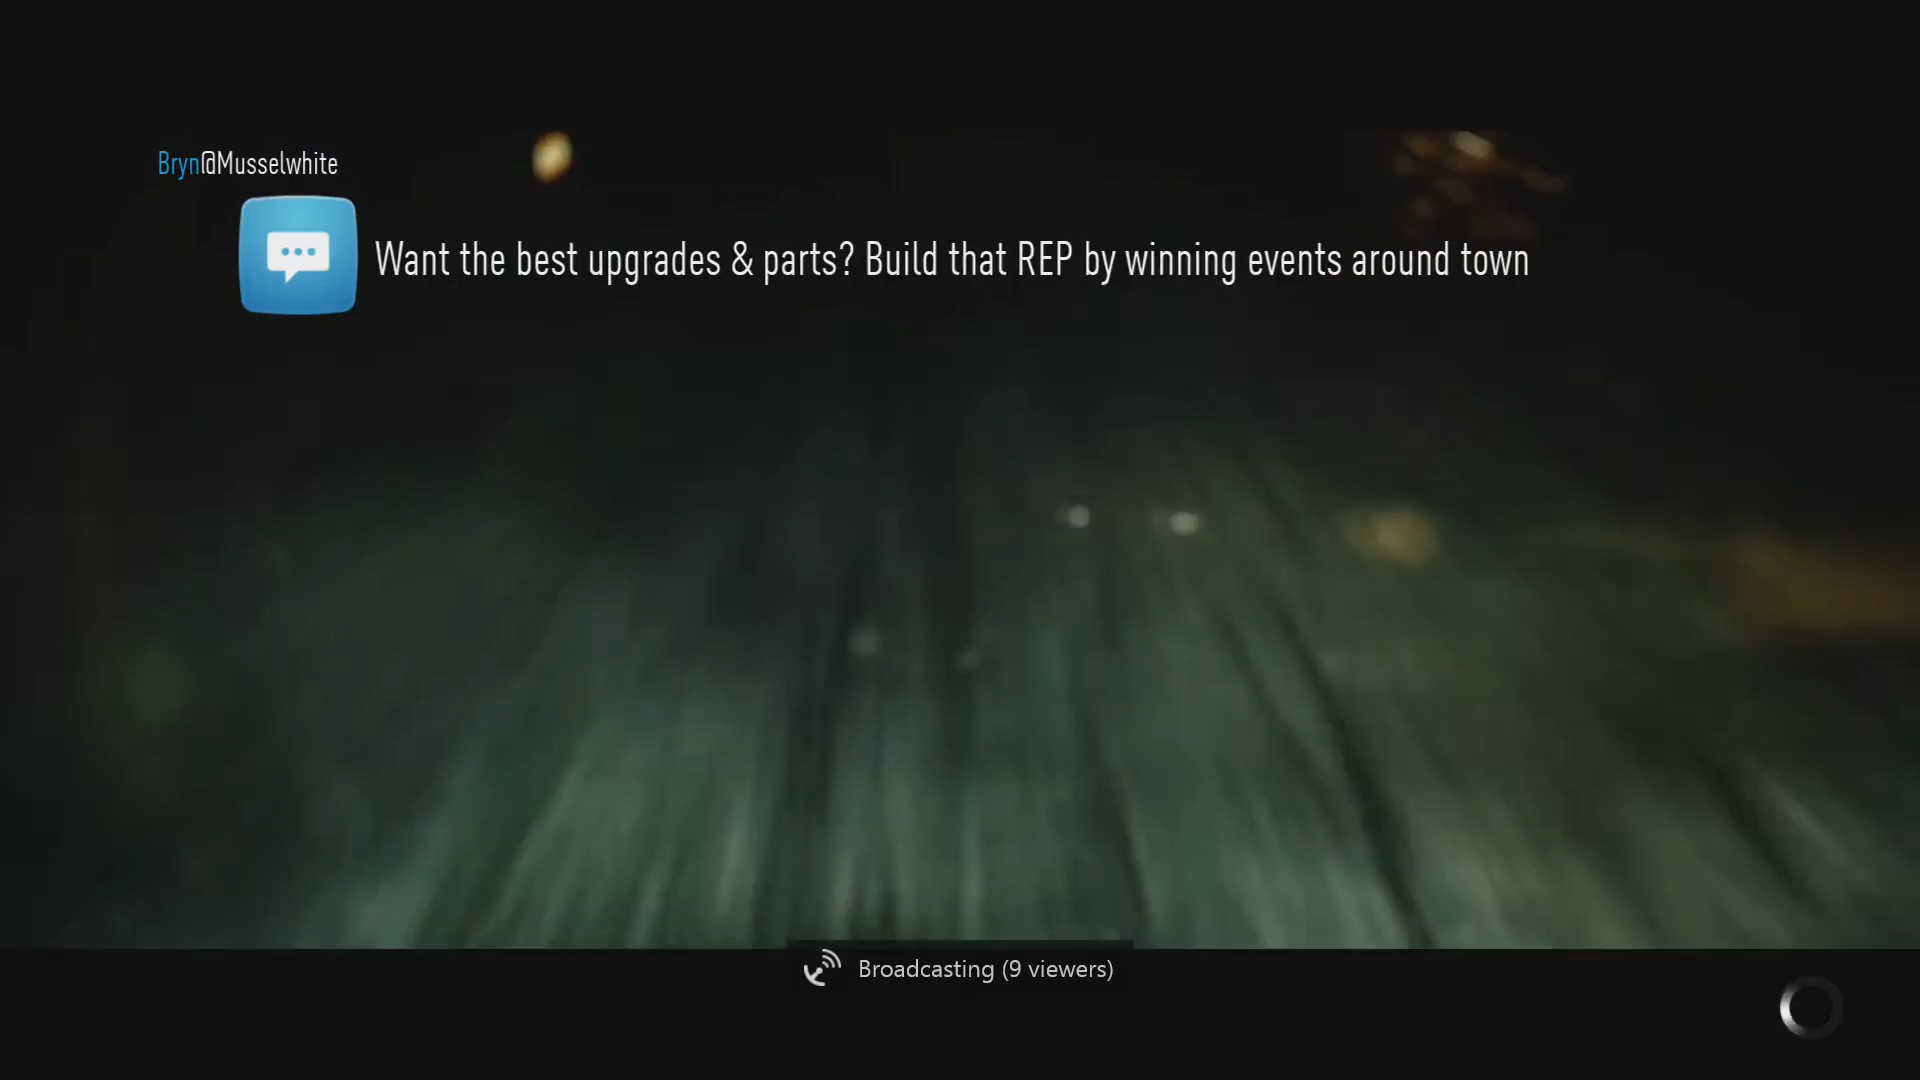 Bryn@Musselwhite
Want the best upgrades & parts? Build that REP by winning events around town
Broadcasting (9 viewers)